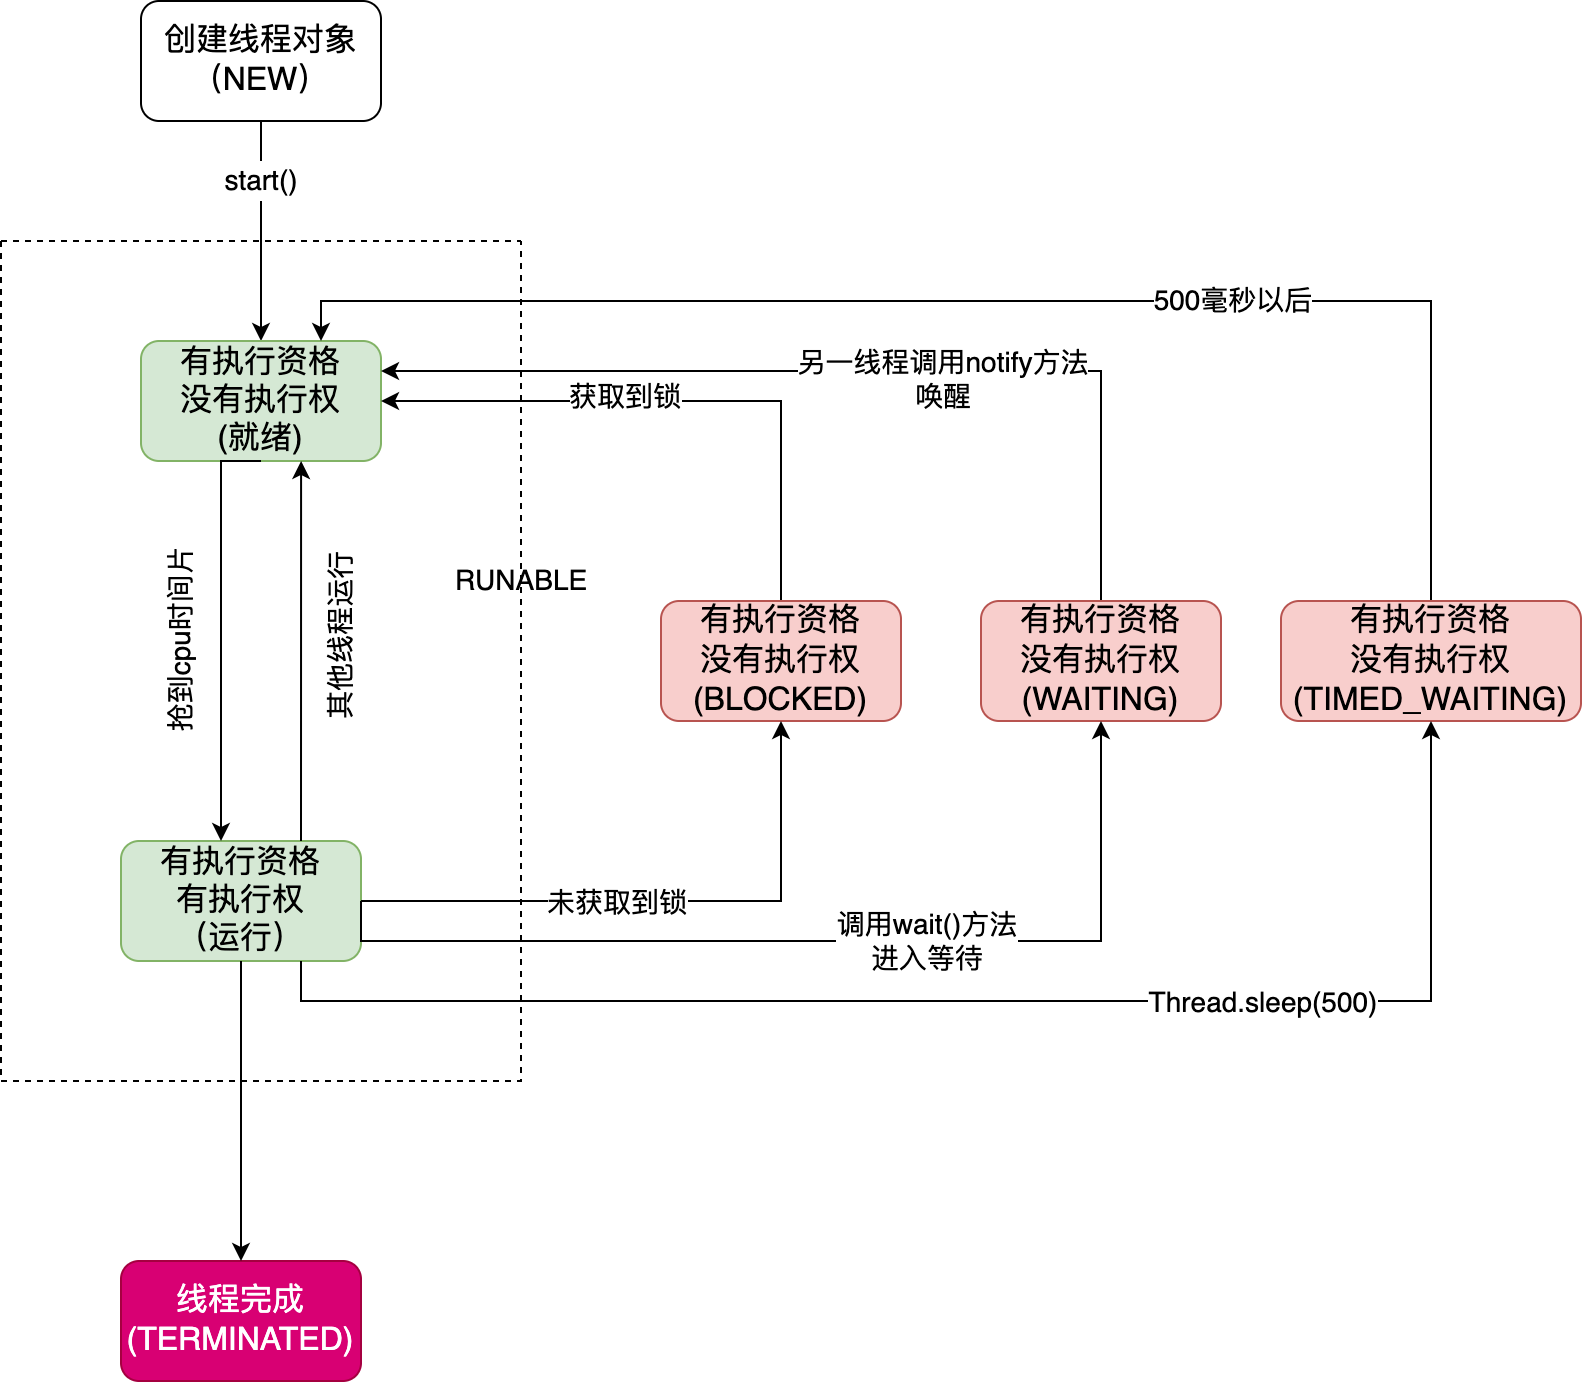 创建线程对象
（NEW）
start()
500毫秒以后
有执行资格
没有执行权
(就绪)
另一线程调用notify方法
唤醒
获取到锁
抢到cpu时间片
其他线程运行
RUNABLE
有执行资格
没有执行权
(BLOCKED)
有执行资格
没有执行权
(WAITING)
有执行资格
没有执行权
(TIMED_WAITING)
有执行资格
有执行权
（运行）
未获取到锁
调用wait()方法
进入等待
Thread.sleep(500)
线程完成
(TERMINATED)